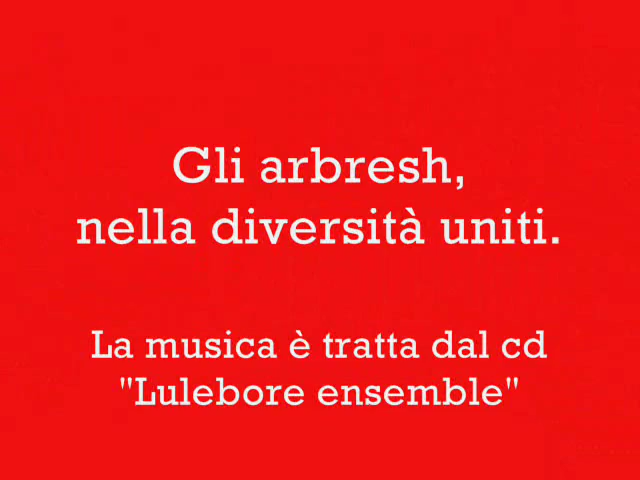 Gli arbresh,
nella diversità uniti.
La musica è tratta dal cd
"Lulebore ensemble"